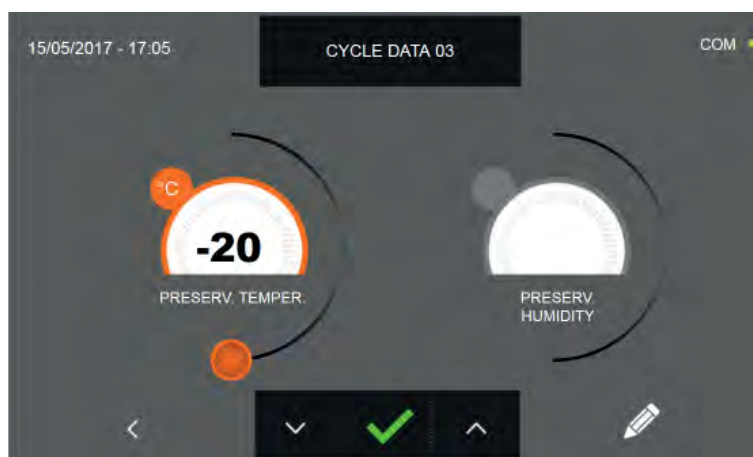 15/05/2017 - 17:05
CYCLE DATA 03
COM
°C
-20
PRESERV. TEMPER.
PRESERV.
HUMIDITY